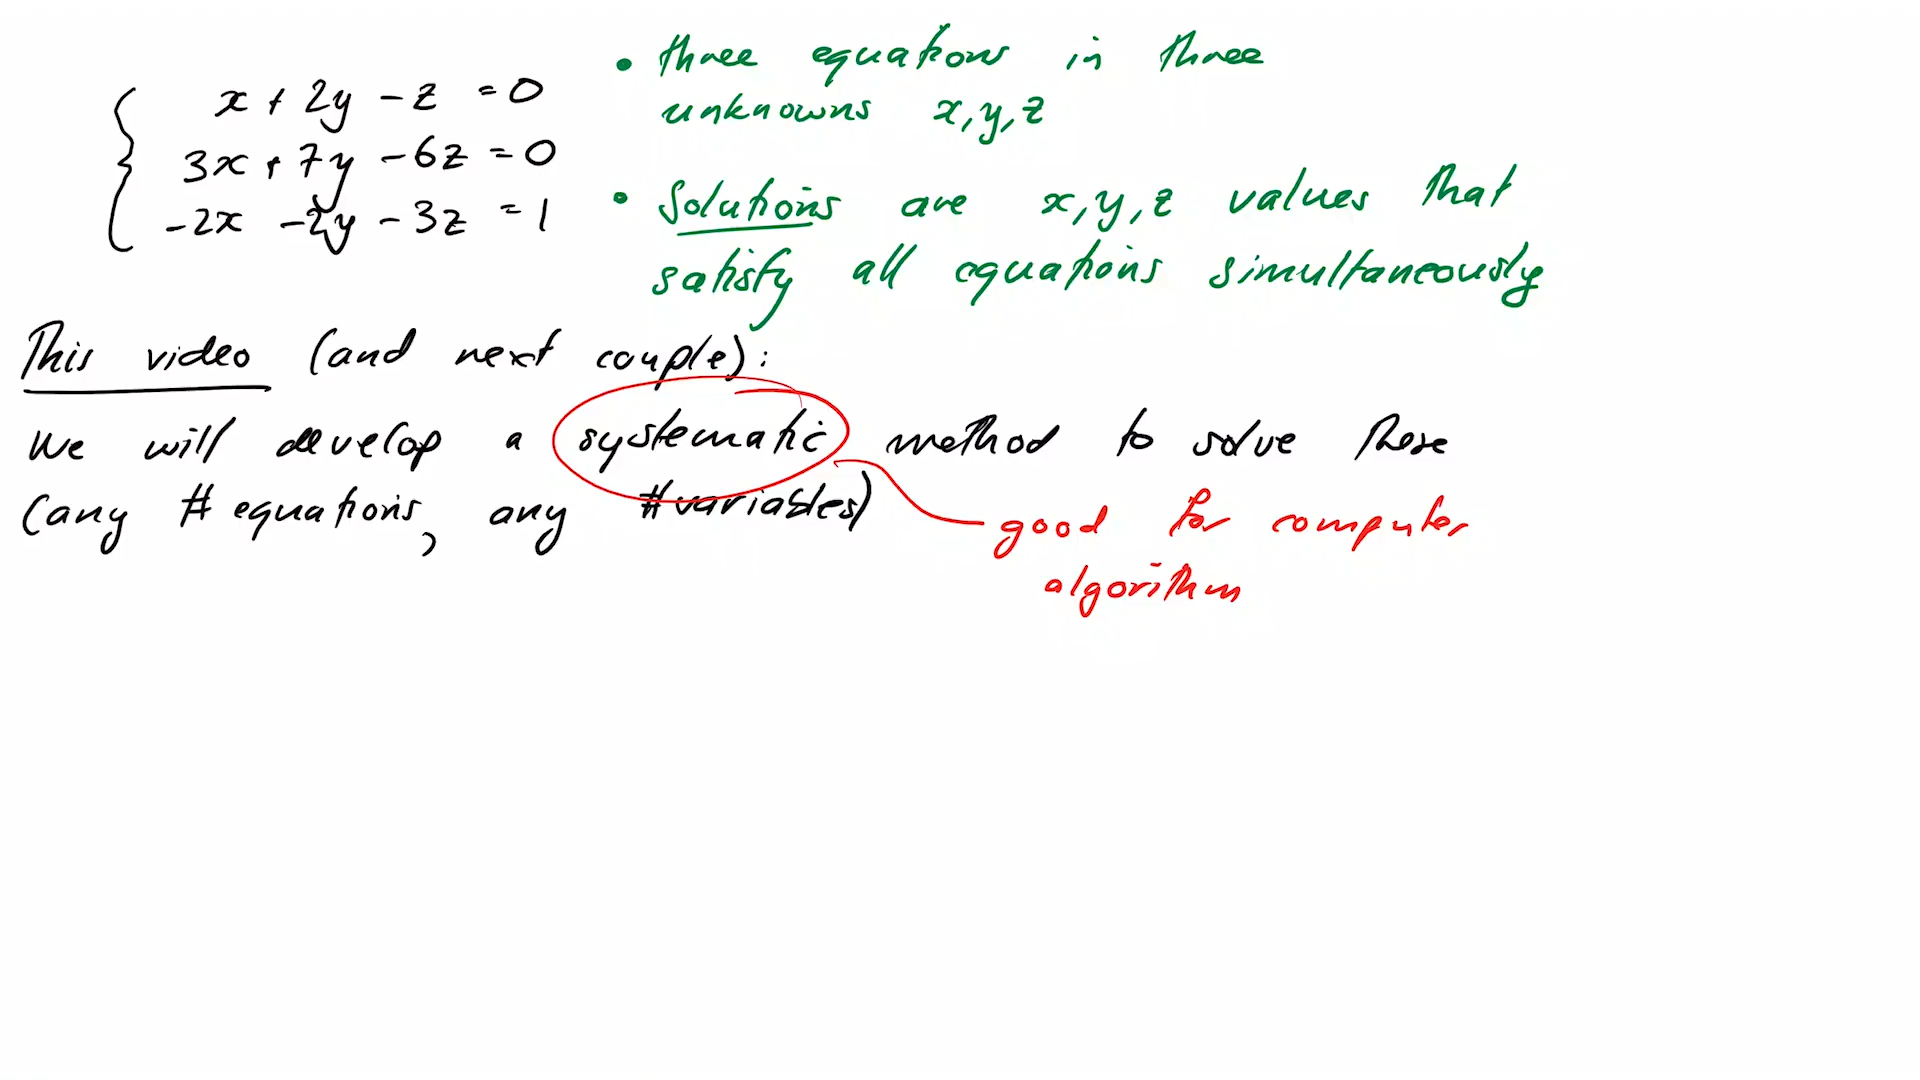 x + 2y - z = 0
3x + 7y - 6z = 0
-2x - 2y - 3z = 1
• three equations in three
unknowns x, y, z
• Solutions are x, y, z values that
satisfy all equations simultaneously
This video (and next couple):
We will develop a systematic method to solve these
(any # equations, any #variables)
good for computer
algorithm